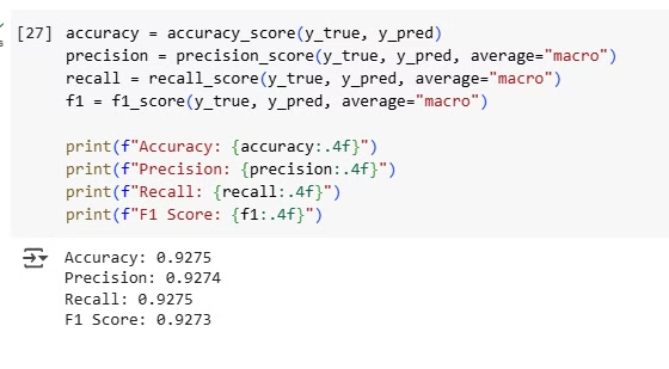 [27] accuracy = accuracy_score(y_true, y_pred)
precision = precision_score(y_true, y_pred, average="macro")
recall = recall_score(y_true, y_pred, average="macro")
f1 = f1_score(y_true, y_pred, average="macro")
print(f"Accuracy: {accuracy:.4f}")
print(f"Precision: {precision:.4f}")
print(f"Recall: {recall:.4f}")
print(f"F1 Score: {f1:.4f}")
Accuracy: 0.9275
Precision: 0.9274
Recall: 0.9275
F1 Score: 0.9273